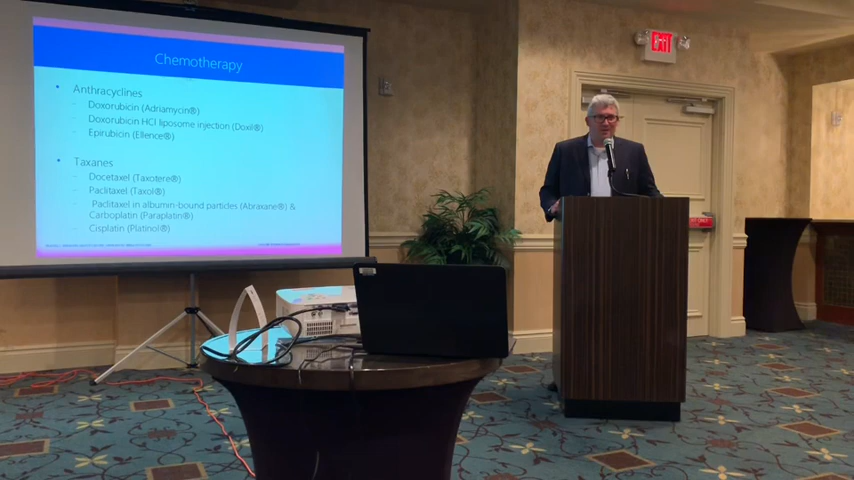 Chemotherapy
• Anthracyclines
– Doxorubicin (Adriamycin®)
– Doxorubicin HCl liposome injection (Doxil®)
– Epirubicin (Ellence®)
• Taxanes
– Docetaxel (Taxotere®)
– Paclitaxel (Taxol®)
– Paclitaxel in albumin-bound particles (Abraxane®) &
Carboplatin (Paraplatin®)
– Cisplatin (Platinol®)
EXIT